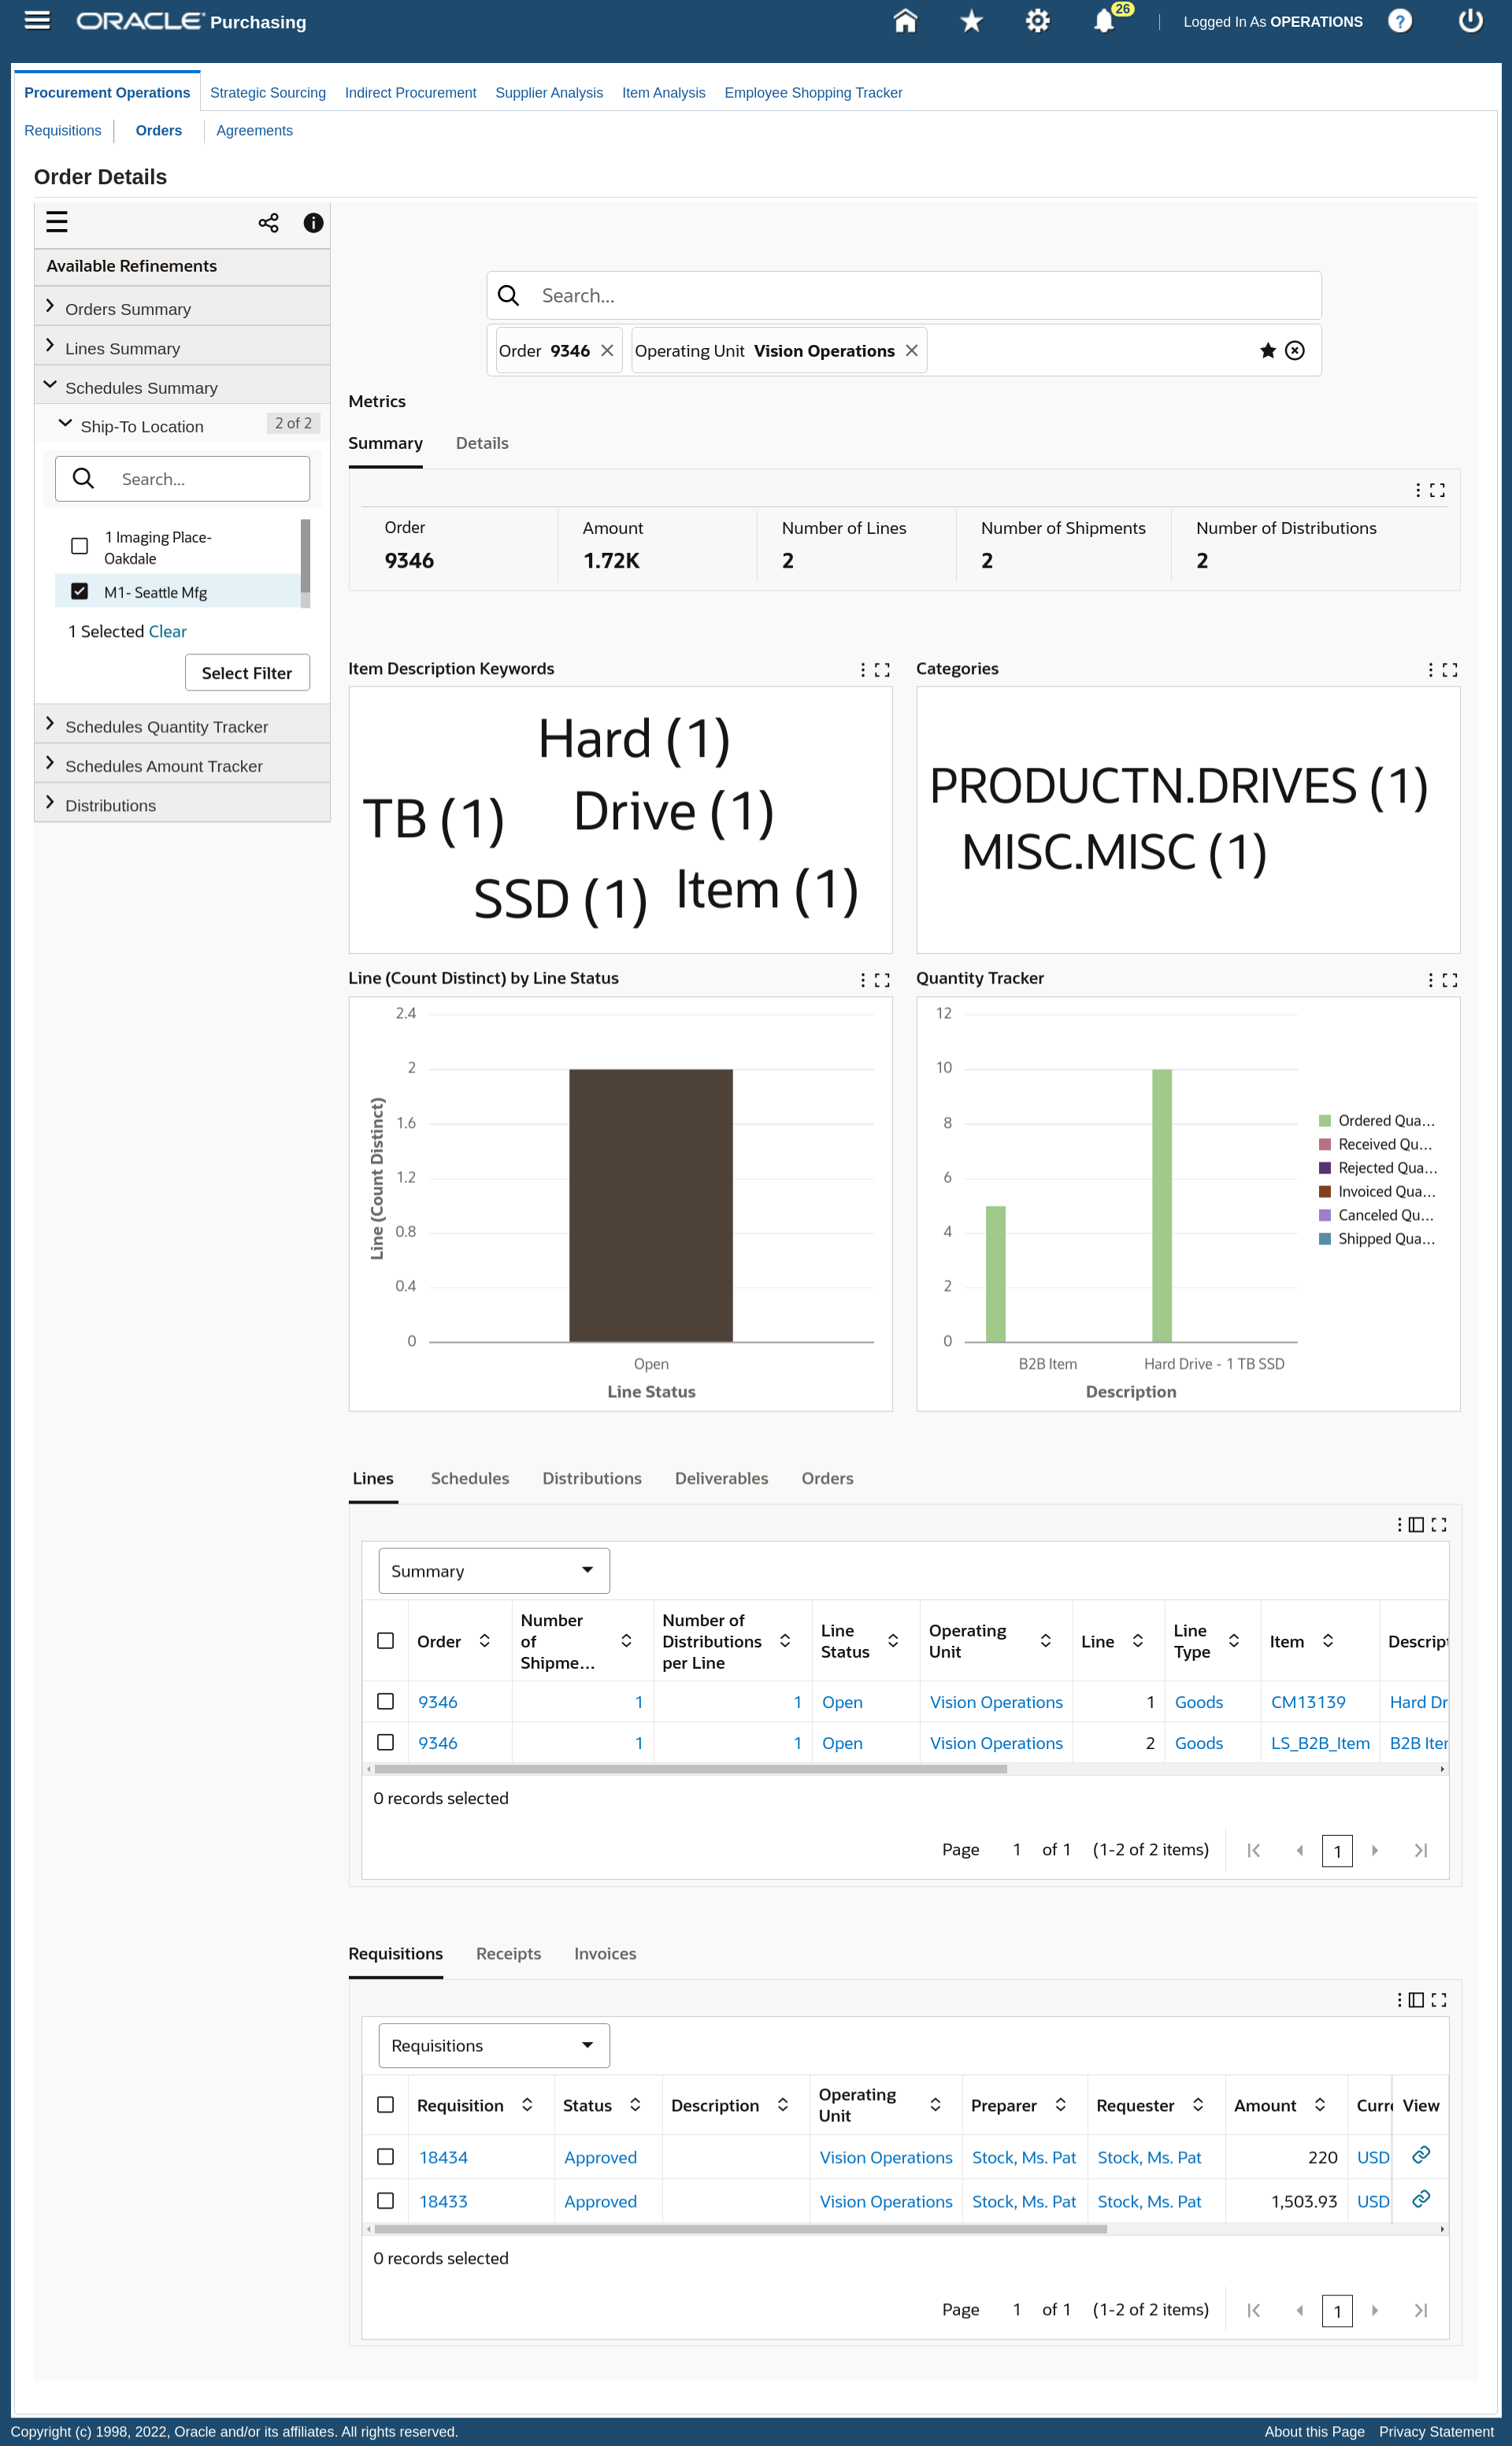 ORACLE Purchasing
26
Logged In As OPERATIONS
?
Procurement Operations Strategic Sourcing Indirect Procurement Supplier Analysis Item Analysis Employee Shopping Tracker
Requisitions Orders Agreements
Order Details
Available Refinements
Orders Summary
Lines Summary
Schedules Summary
Ship-To Location 2 of 2
Search...
1 Imaging Place-
Oakdale
M1- Seattle Mfg
1 Selected Clear
Select Filter
Schedules Quantity Tracker
Schedules Amount Tracker
Distributions
Search...
Order 9346 Operating Unit Vision Operations
Metrics
Summary Details
Order Amount Number of Lines Number of Shipments Number of Distributions
9346 1.72K 2 2 2
Item Description Keywords
Hard (1)
TB (1) Drive (1)
SSD (1) Item (1)
Categories
PRODUCTN.DRIVES (1)
MISC.MISC (1)
Line (Count Distinct) by Line Status
2.4
2
1.6
1.2
0.8
0.4
0
Line (Count Distinct)
Open
Line Status
Quantity Tracker
12
10
8
6
4
2
0
B2B Item Hard Drive - 1 TB SSD
Description
Ordered Qua...
Received Qu...
Rejected Qua...
Invoiced Qua...
Canceled Qu...
Shipped Qua...
Lines Schedules Distributions Deliverables Orders
Summary
Order Number of Shipme... Number of Distributions per Line Line Status Operating Unit Line Line Type Item Descript
9346 1 1 Open Vision Operations 1 Goods CM13139 Hard Dr
9346 1 1 Open Vision Operations 2 Goods LS_B2B_Item B2B Iter
0 records selected
Page 1 of 1 (1-2 of 2 items) 1
Requisitions Receipts Invoices
Requisitions
Requisition Status Description Operating Unit Preparer Requester Amount Curre View
18434 Approved Vision Operations Stock, Ms. Pat Stock, Ms. Pat 220 USD
18433 Approved Vision Operations Stock, Ms. Pat Stock, Ms. Pat 1,503.93 USD
0 records selected
Page 1 of 1 (1-2 of 2 items) 1
Copyright (c) 1998, 2022, Oracle and/or its affiliates. All rights reserved.
About this Page Privacy Statement